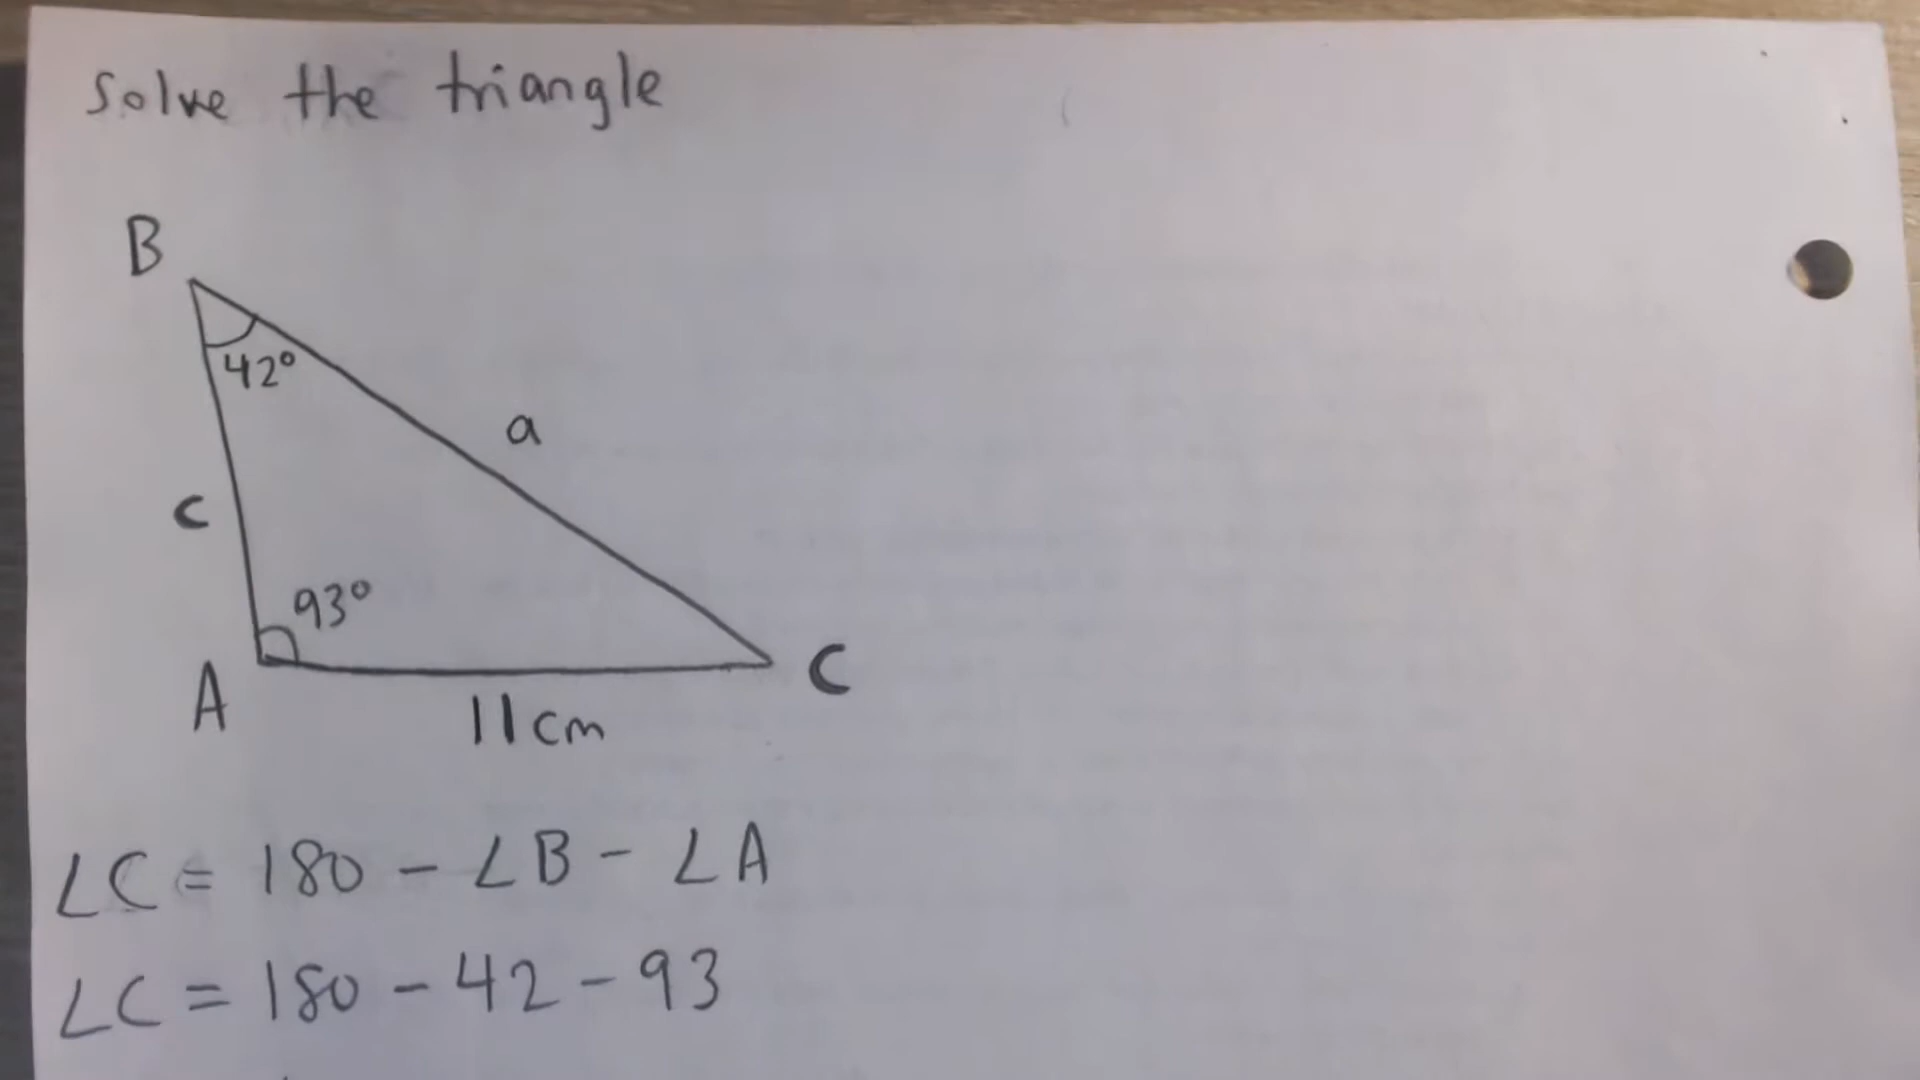 Solve the triangle
B
42°
a
c
93°
A
C
11cm
∠C = 180 - ∠B - ∠A
∠C = 180 - 42 - 93